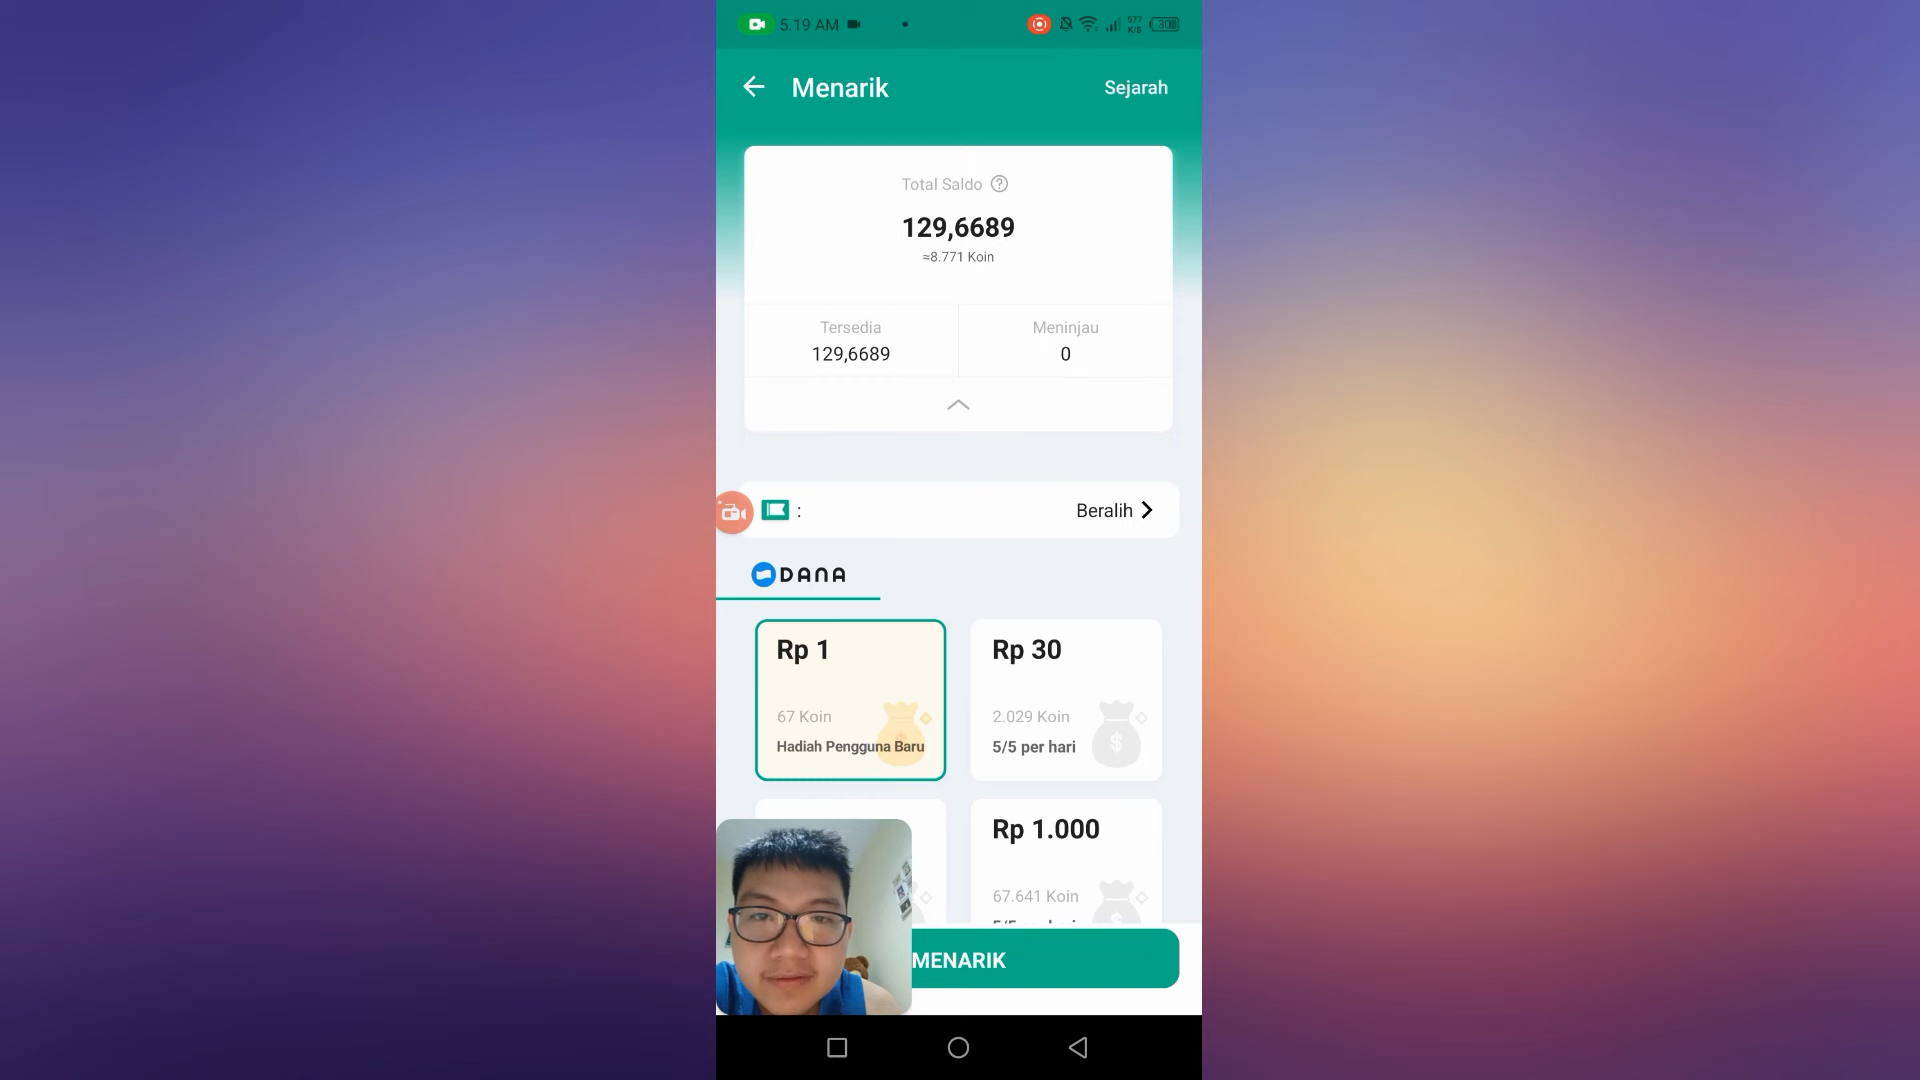 5.19 AM
577
K/S
30
Menarik
Sejarah
Total Saldo ?
129,6689
≈8.771 Koin
Tersedia
129,6689
Meninjau
0
:
Beralih
DANA
Rp 1
67 Koin
Hadiah Pengguna Baru
Rp 30
2.029 Koin
5/5 per hari
Rp 1.000
67.641 Koin
MENARIK